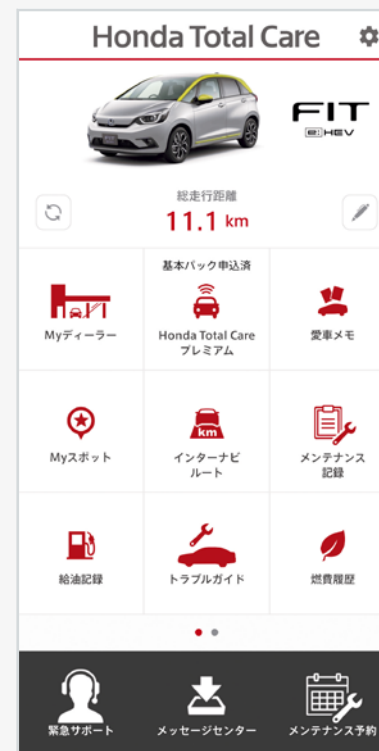 Honda Total Care
FIT
e:HEV
総走行距離
11.1 km
基本パック申込済
Myディーラー
Honda Total Care
プレミアム
愛車メモ
km
Myスポット
インターナビ
ルート
メンテナンス
記録
給油記録
トラブルガイド
燃費履歴
緊急サポート
メッセージセンター
メンテナンス予約